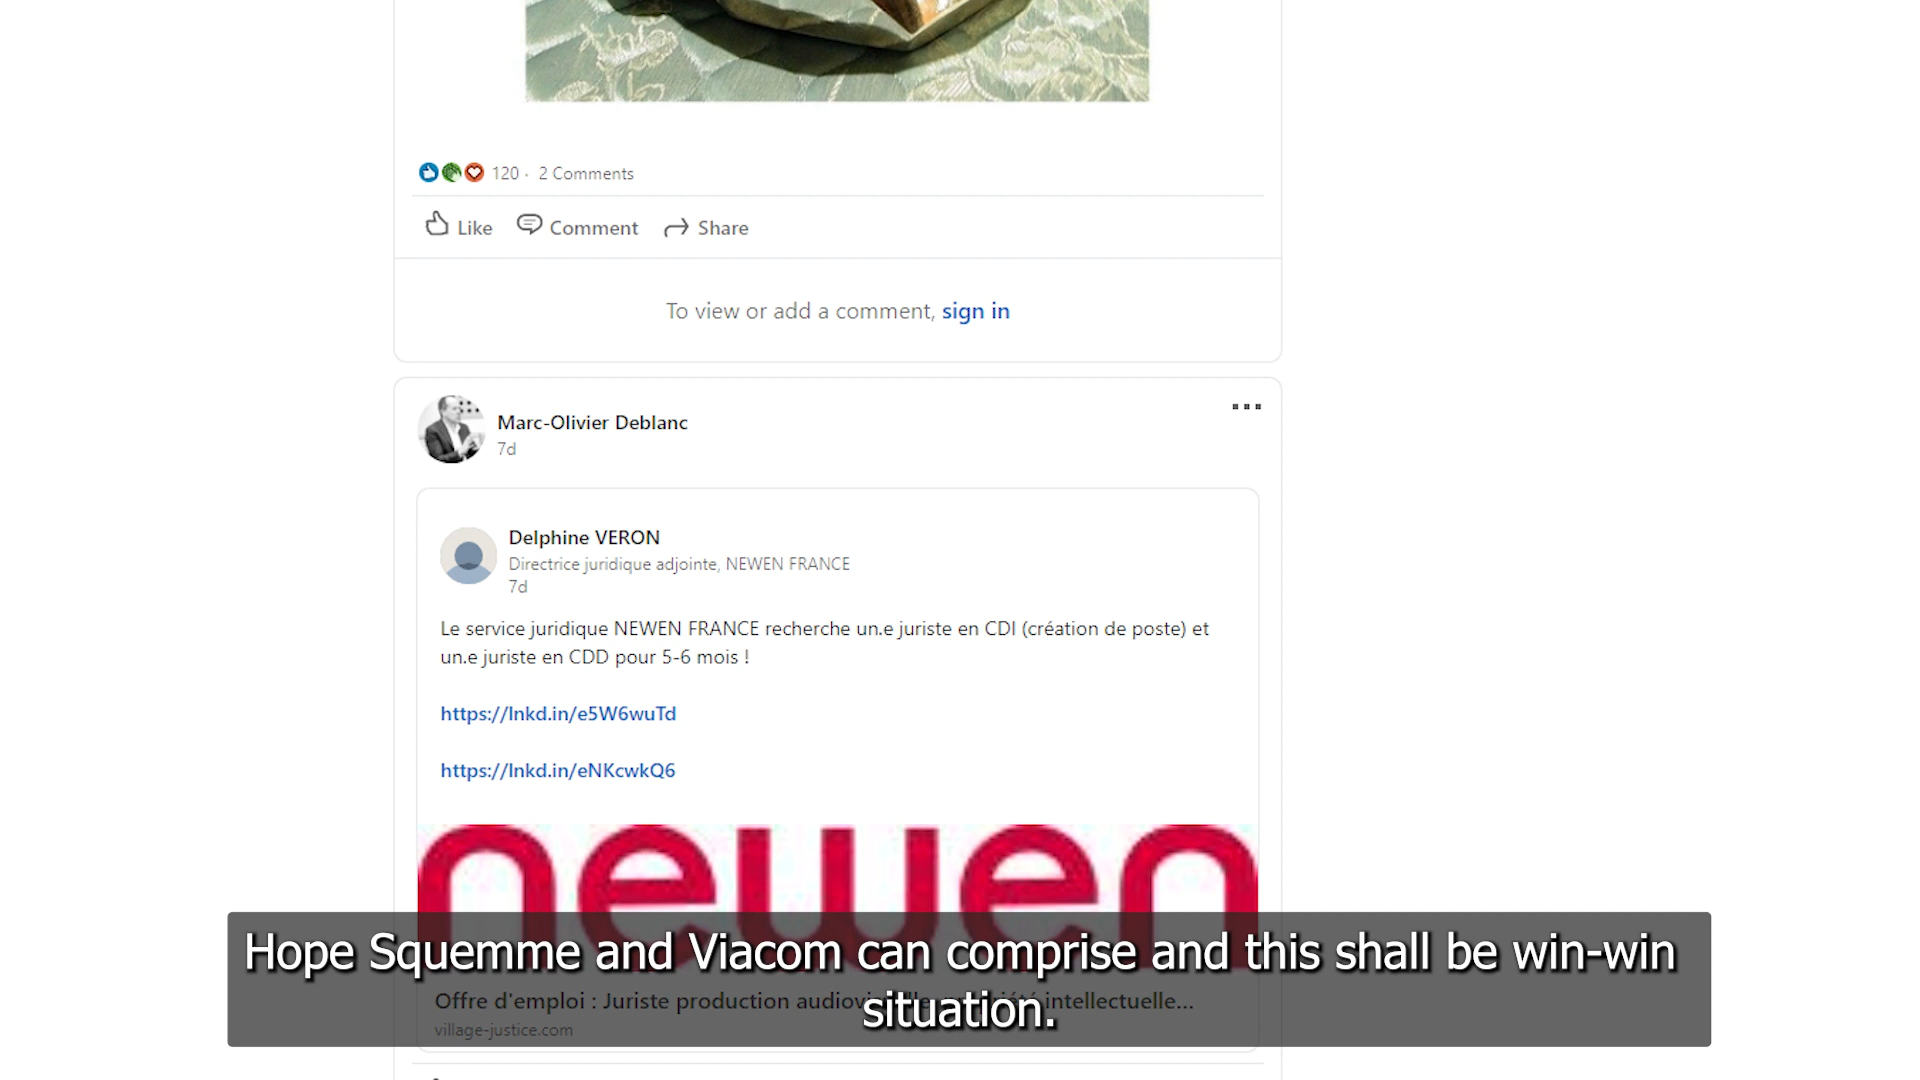 120 · 2 Comments
Like Comment Share
To view or add a comment, sign in
Marc-Olivier Deblanc
7d
Delphine VERON
Directrice juridique adjointe, NEWEN FRANCE
7d
Le service juridique NEWEN FRANCE recherche un.e juriste en CDI (création de poste) et
un.e juriste en CDD pour 5-6 mois !
https://lnkd.in/e5W6wuTd
https://lnkd.in/eNKcwkQ6
newen
Hope Squemme and Viacom can comprise and this shall be win-win
situation.
Offre d'emploi : Juriste production intellectuelle...
village-justice.com